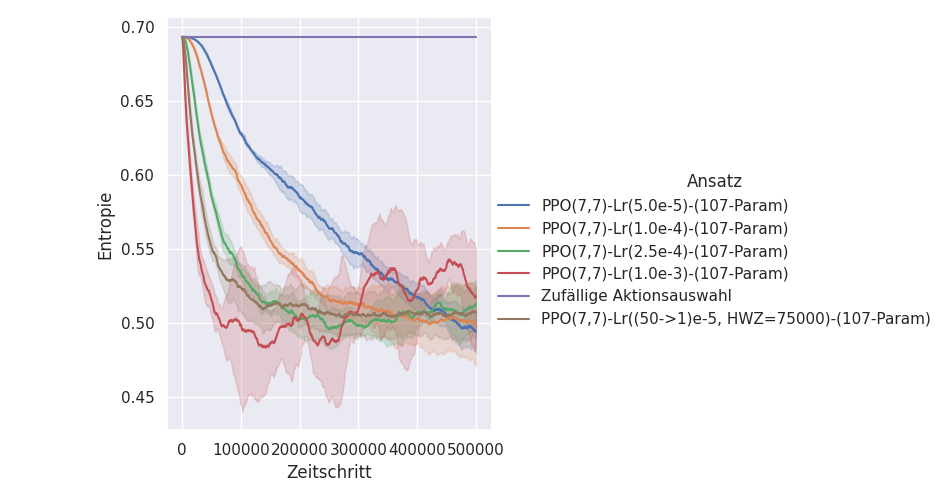 0.70
0.65
0.60
0.55
0.50
0.45
Entropie
0 100000 200000 300000 400000 500000
Zeitschritt
Ansatz
PPO(7,7)-Lr(5.0e-5)-(107-Param)
PPO(7,7)-Lr(1.0e-4)-(107-Param)
PPO(7,7)-Lr(2.5e-4)-(107-Param)
PPO(7,7)-Lr(1.0e-3)-(107-Param)
Zufällige Aktionsauswahl
PPO(7,7)-Lr((50->1)e-5, HWZ=75000)-(107-Param)